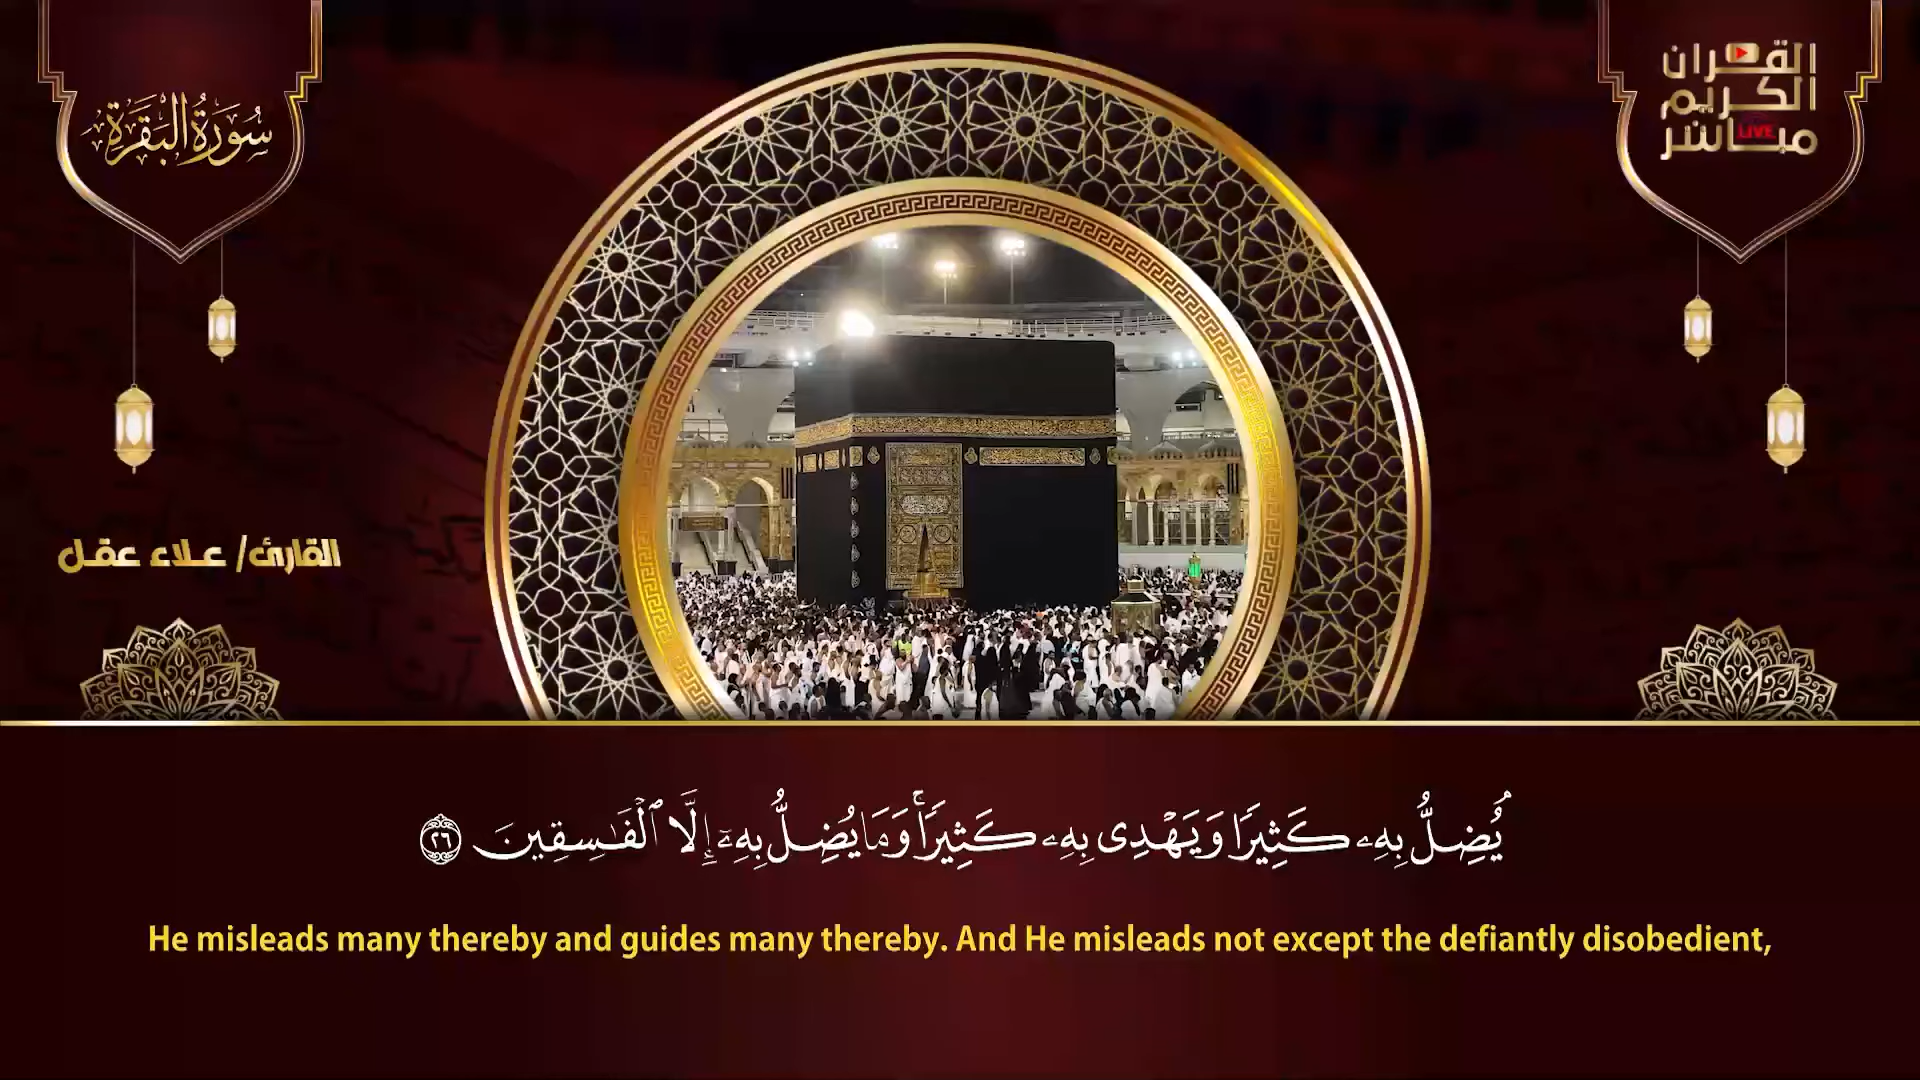 سُورَةُ البَقَرَةِ
القران
الكريم
مباشر
LIVE
القارئ/ علاء عقل
يُضِلُّ بِهِۦ كَثِيرًا وَيَهْدِى بِهِۦ كَثِيرًاۚ وَمَا يُضِلُّ بِهِۦٓ إِلَّا ٱلْفَـٰسِقِينَ ٢٦
He misleads many thereby and guides many thereby. And He misleads not except the defiantly disobedient,